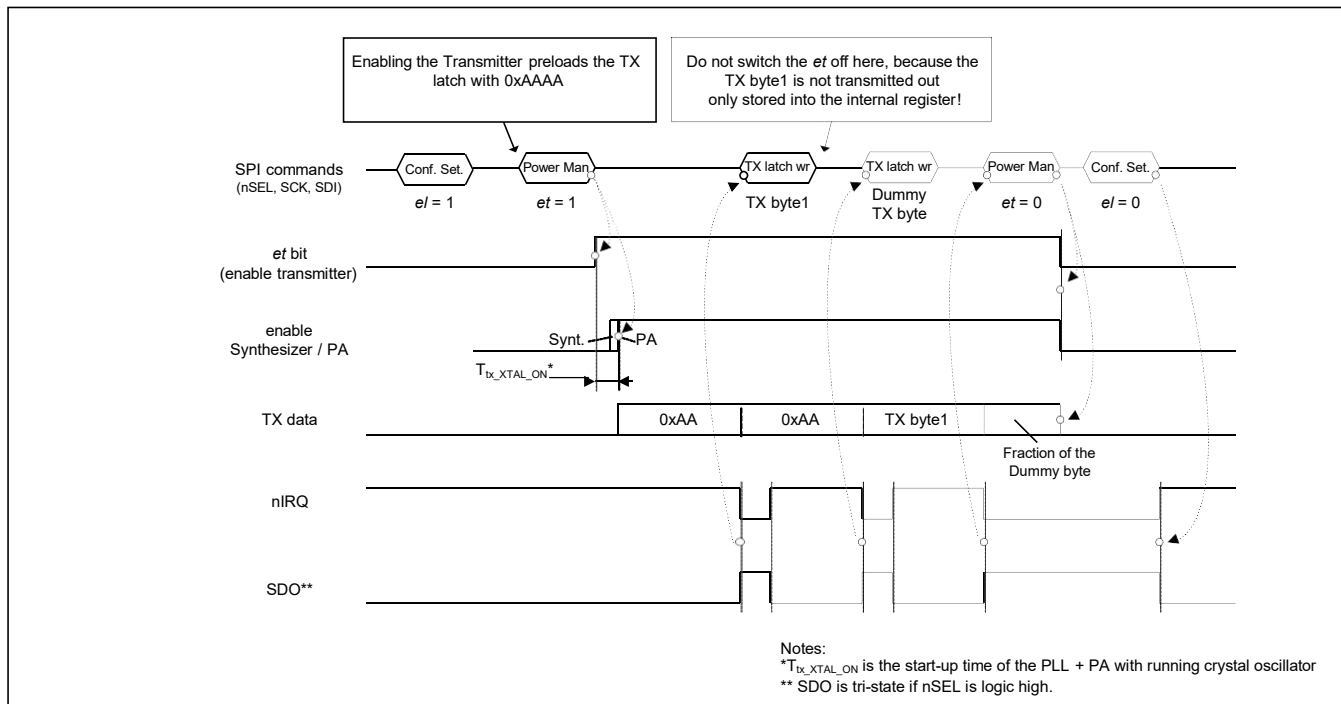 Enabling the Transmitter preloads the TX
latch with 0xAAAA
Do not switch the et off here, because the
TX byte1 is not transmitted out
only stored into the internal register!
SPI commands
(nSEL, SCK, SDI)
Conf. Set.
Power Man
TX latch wr
TX latch wr
Power Man
Conf. Set.
el = 1
et = 1
TX byte1
Dummy
TX byte
et = 0
el = 0
et bit
(enable transmitter)
enable
Synthesizer / PA
Synt.
PA
Ttx_XTAL_ON*
TX data
0xAA
0xAA
TX byte1
Fraction of the
Dummy byte
nIRQ
SDO**
Notes:
*Ttx_XTAL_ON is the start-up time of the PLL + PA with running crystal oscillator
** SDO is tri-state if nSEL is logic high.